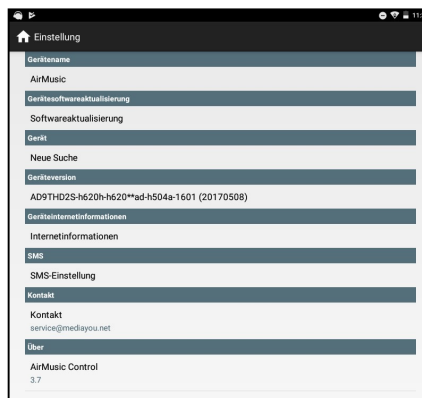 11:
Einstellung
Gerätename
AirMusic
Gerätesoftwareaktualisierung
Softwareaktualisierung
Gerät
Neue Suche
Geräteversion
AD9THD2S-h620h-h620**ad-h504a-1601 (20170508)
Geräteinternetinformationen
Internetinformationen
SMS
SMS-Einstellung
Kontakt
Kontakt
service@mediayou.net
Über
AirMusic Control
3.7